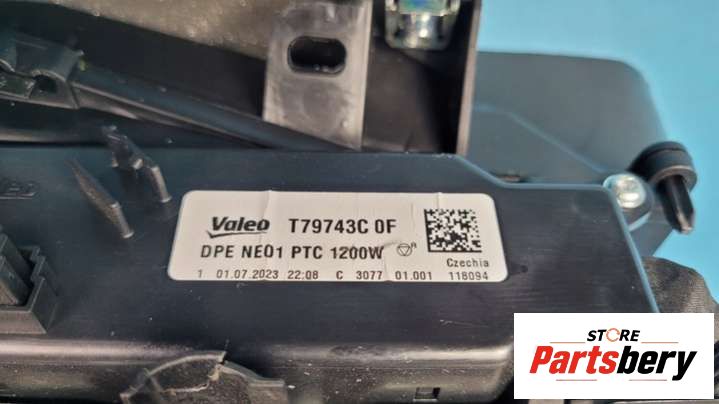 Valeo T79743C 0F
DPE NE01 PTC 1200W R
Czechia
1 01.07.2023 22:08 C 3077 01.001 118094
STORE
Partsbery